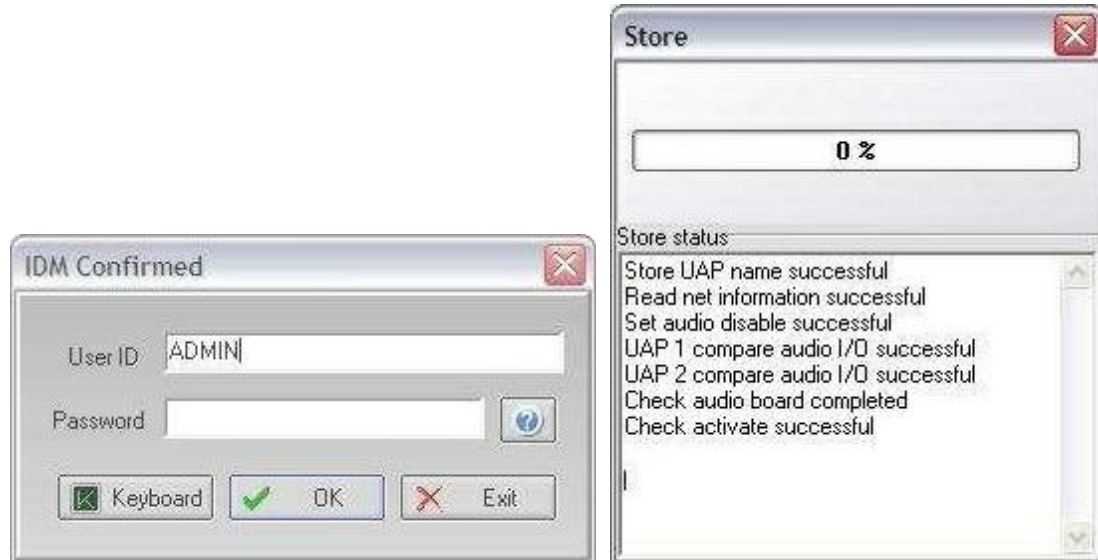 IDM Confirmed
User ID ADMIN
Password
Keyboard OK Exit
Store
0 %
Store status
Store UAP name successful
Read net information successful
Set audio disable successful
UAP 1 compare audio I/O successful
UAP 2 compare audio I/O successful
Check audio board completed
Check activate successful